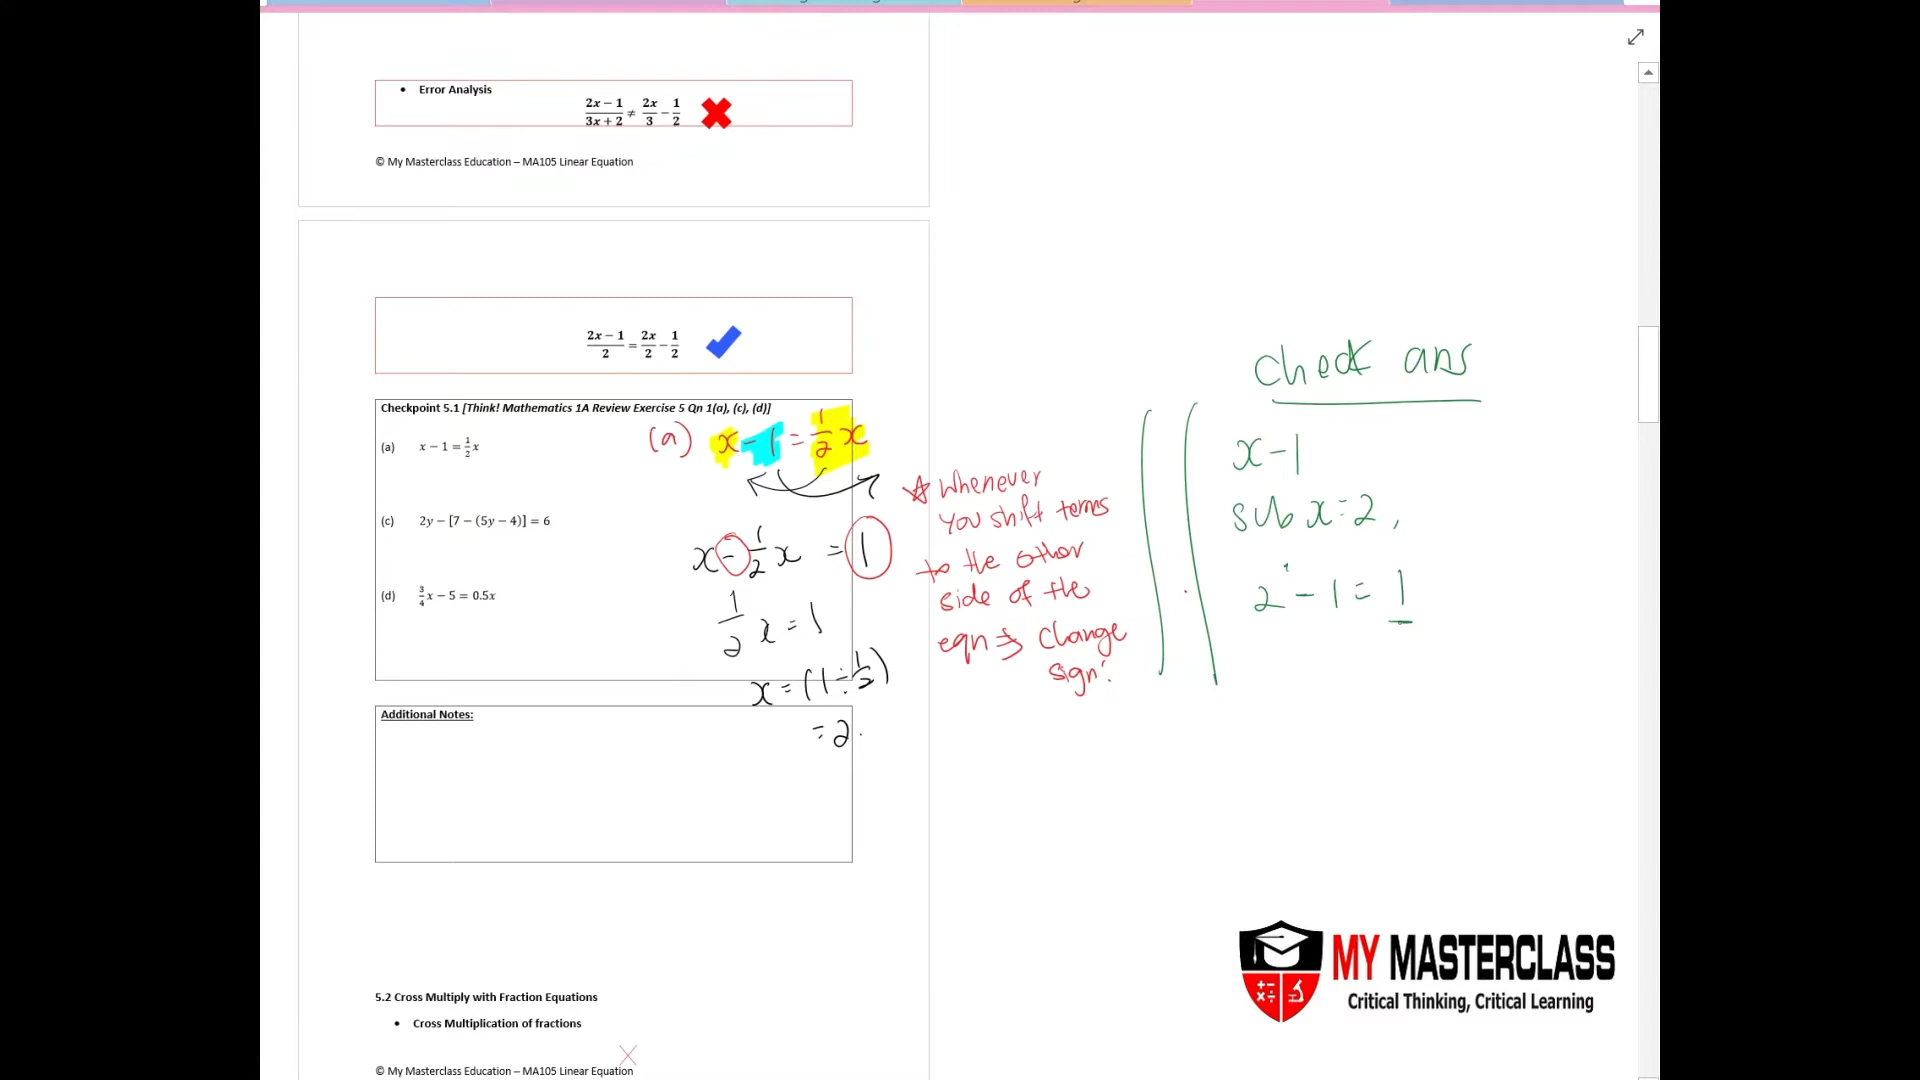 • Error Analysis
2x − 1 / 3x + 2 ≠ 2x / 3 − 1 / 2
© My Masterclass Education – MA105 Linear Equation
2x − 1 / 2 = 2x / 2 − 1 / 2
Checkpoint 5.1 [Think! Mathematics 1A Review Exercise 5 Qn 1(a), (c), (d)]
(a) x − 1 = 1/2 x
(c) 2y − [7 − (5y − 4)] = 6
(d) 3/4 x − 5 = 0.5x
(a) x − 1 = 1/2 x
x − 1/2 x = 1
1/2 x = 1
x = (1 ÷ 1/2)
= 2.
☆ Whenever
you shift terms
to the other
side of the
eqn ⇒ Change
sign!
Check ans
x − 1
sub x = 2,
2 − 1 = 1
Additional Notes:
5.2 Cross Multiply with Fraction Equations
• Cross Multiplication of fractions
© My Masterclass Education – MA105 Linear Equation
MY MASTERCLASS
Critical Thinking, Critical Learning